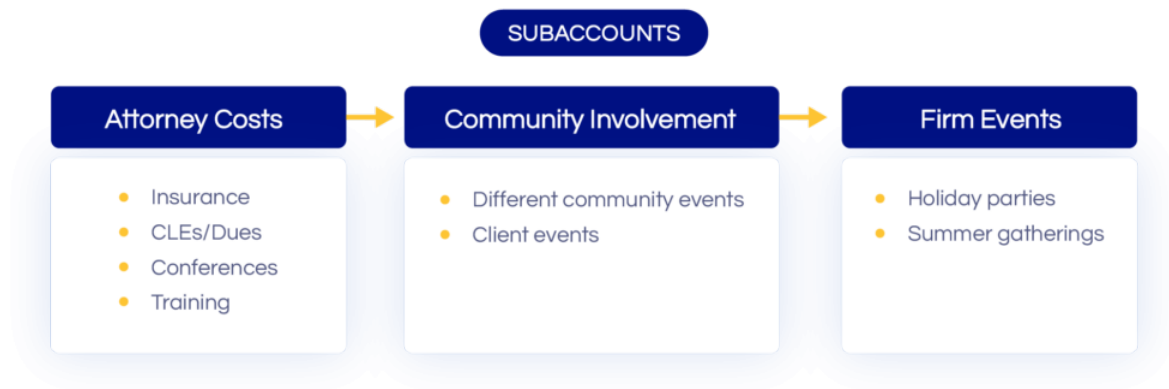 SUBACCOUNTS
Attorney Costs
Insurance
CLEs/Dues
Conferences
Training
Community Involvement
Different community events
Client events
Firm Events
Holiday parties
Summer gatherings